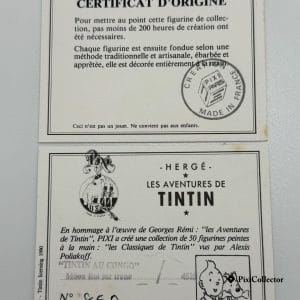 CERTIFICAT D'ORIGINE
Pour mettre au point cette figurine de collec-
tion, pas moins de 200 heures de création ont
été nécessaires.
Chaque figurine est ensuite fondue selon une
méthode traditionnelle et artisanale, ébarbée et
apprêtée, elle est décorée entièrement à la main
PIXI
MADE IN FRANCE
Ceci n'est pas un jouet. Ne convient pas aux enfants.
- HERGÉ -
LES AVENTURES DE
TINTIN
En hommage à l'œuvre de Georges Rémi : "les Aventures
de Tintin", PIXI a créé une collection de 50 figurines peintes
à la main : "les Classiques de Tintin" vus par Alexis
Poliakoff.
"TINTIN AU CONGO"
N°
PixiCollector